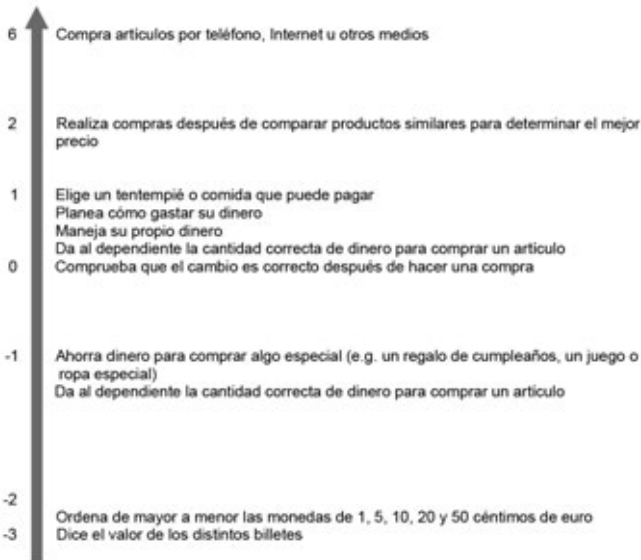 6 Compra artículos por teléfono, Internet u otros medios
2 Realiza compras después de comparar productos similares para determinar el mejor
precio
1 Elige un tentempié o comida que puede pagar
Planea cómo gastar su dinero
Maneja su propio dinero
Da al dependiente la cantidad correcta de dinero para comprar un artículo
0 Comprueba que el cambio es correcto después de hacer una compra
-1 Ahorra dinero para comprar algo especial (e.g. un regalo de cumpleaños, un juego o
ropa especial)
Da al dependiente la cantidad correcta de dinero para comprar un artículo
-2
Ordena de mayor a menor las monedas de 1, 5, 10, 20 y 50 céntimos de euro
-3 Dice el valor de los distintos billetes